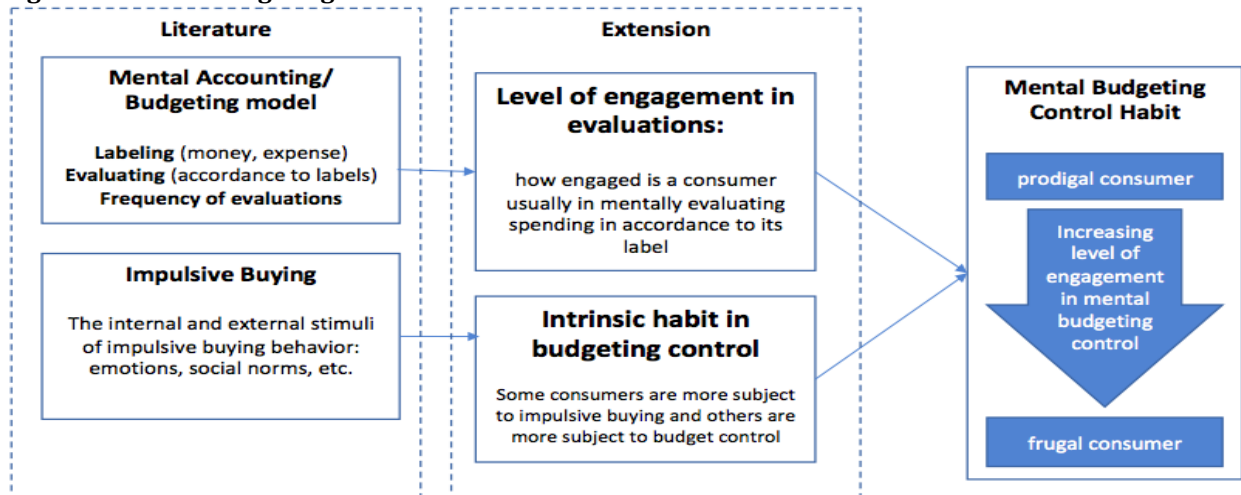 Literature
Mental Accounting/
Budgeting model
Labeling (money, expense)
Evaluating (accordance to labels)
Frequency of evaluations
Impulsive Buying
The internal and external stimuli
of impulsive buying behavior:
emotions, social norms, etc.
Extension
Level of engagement in
evaluations:
how engaged is a consumer
usually in mentally evaluating
spending in accordance to its
label
Intrinsic habit in
budgeting control
Some consumers are more subject
to impulsive buying and others are
more subject to budget control
Mental Budgeting
Control Habit
prodigal consumer
Increasing
level of
engagement
in mental
budgeting
control
frugal consumer